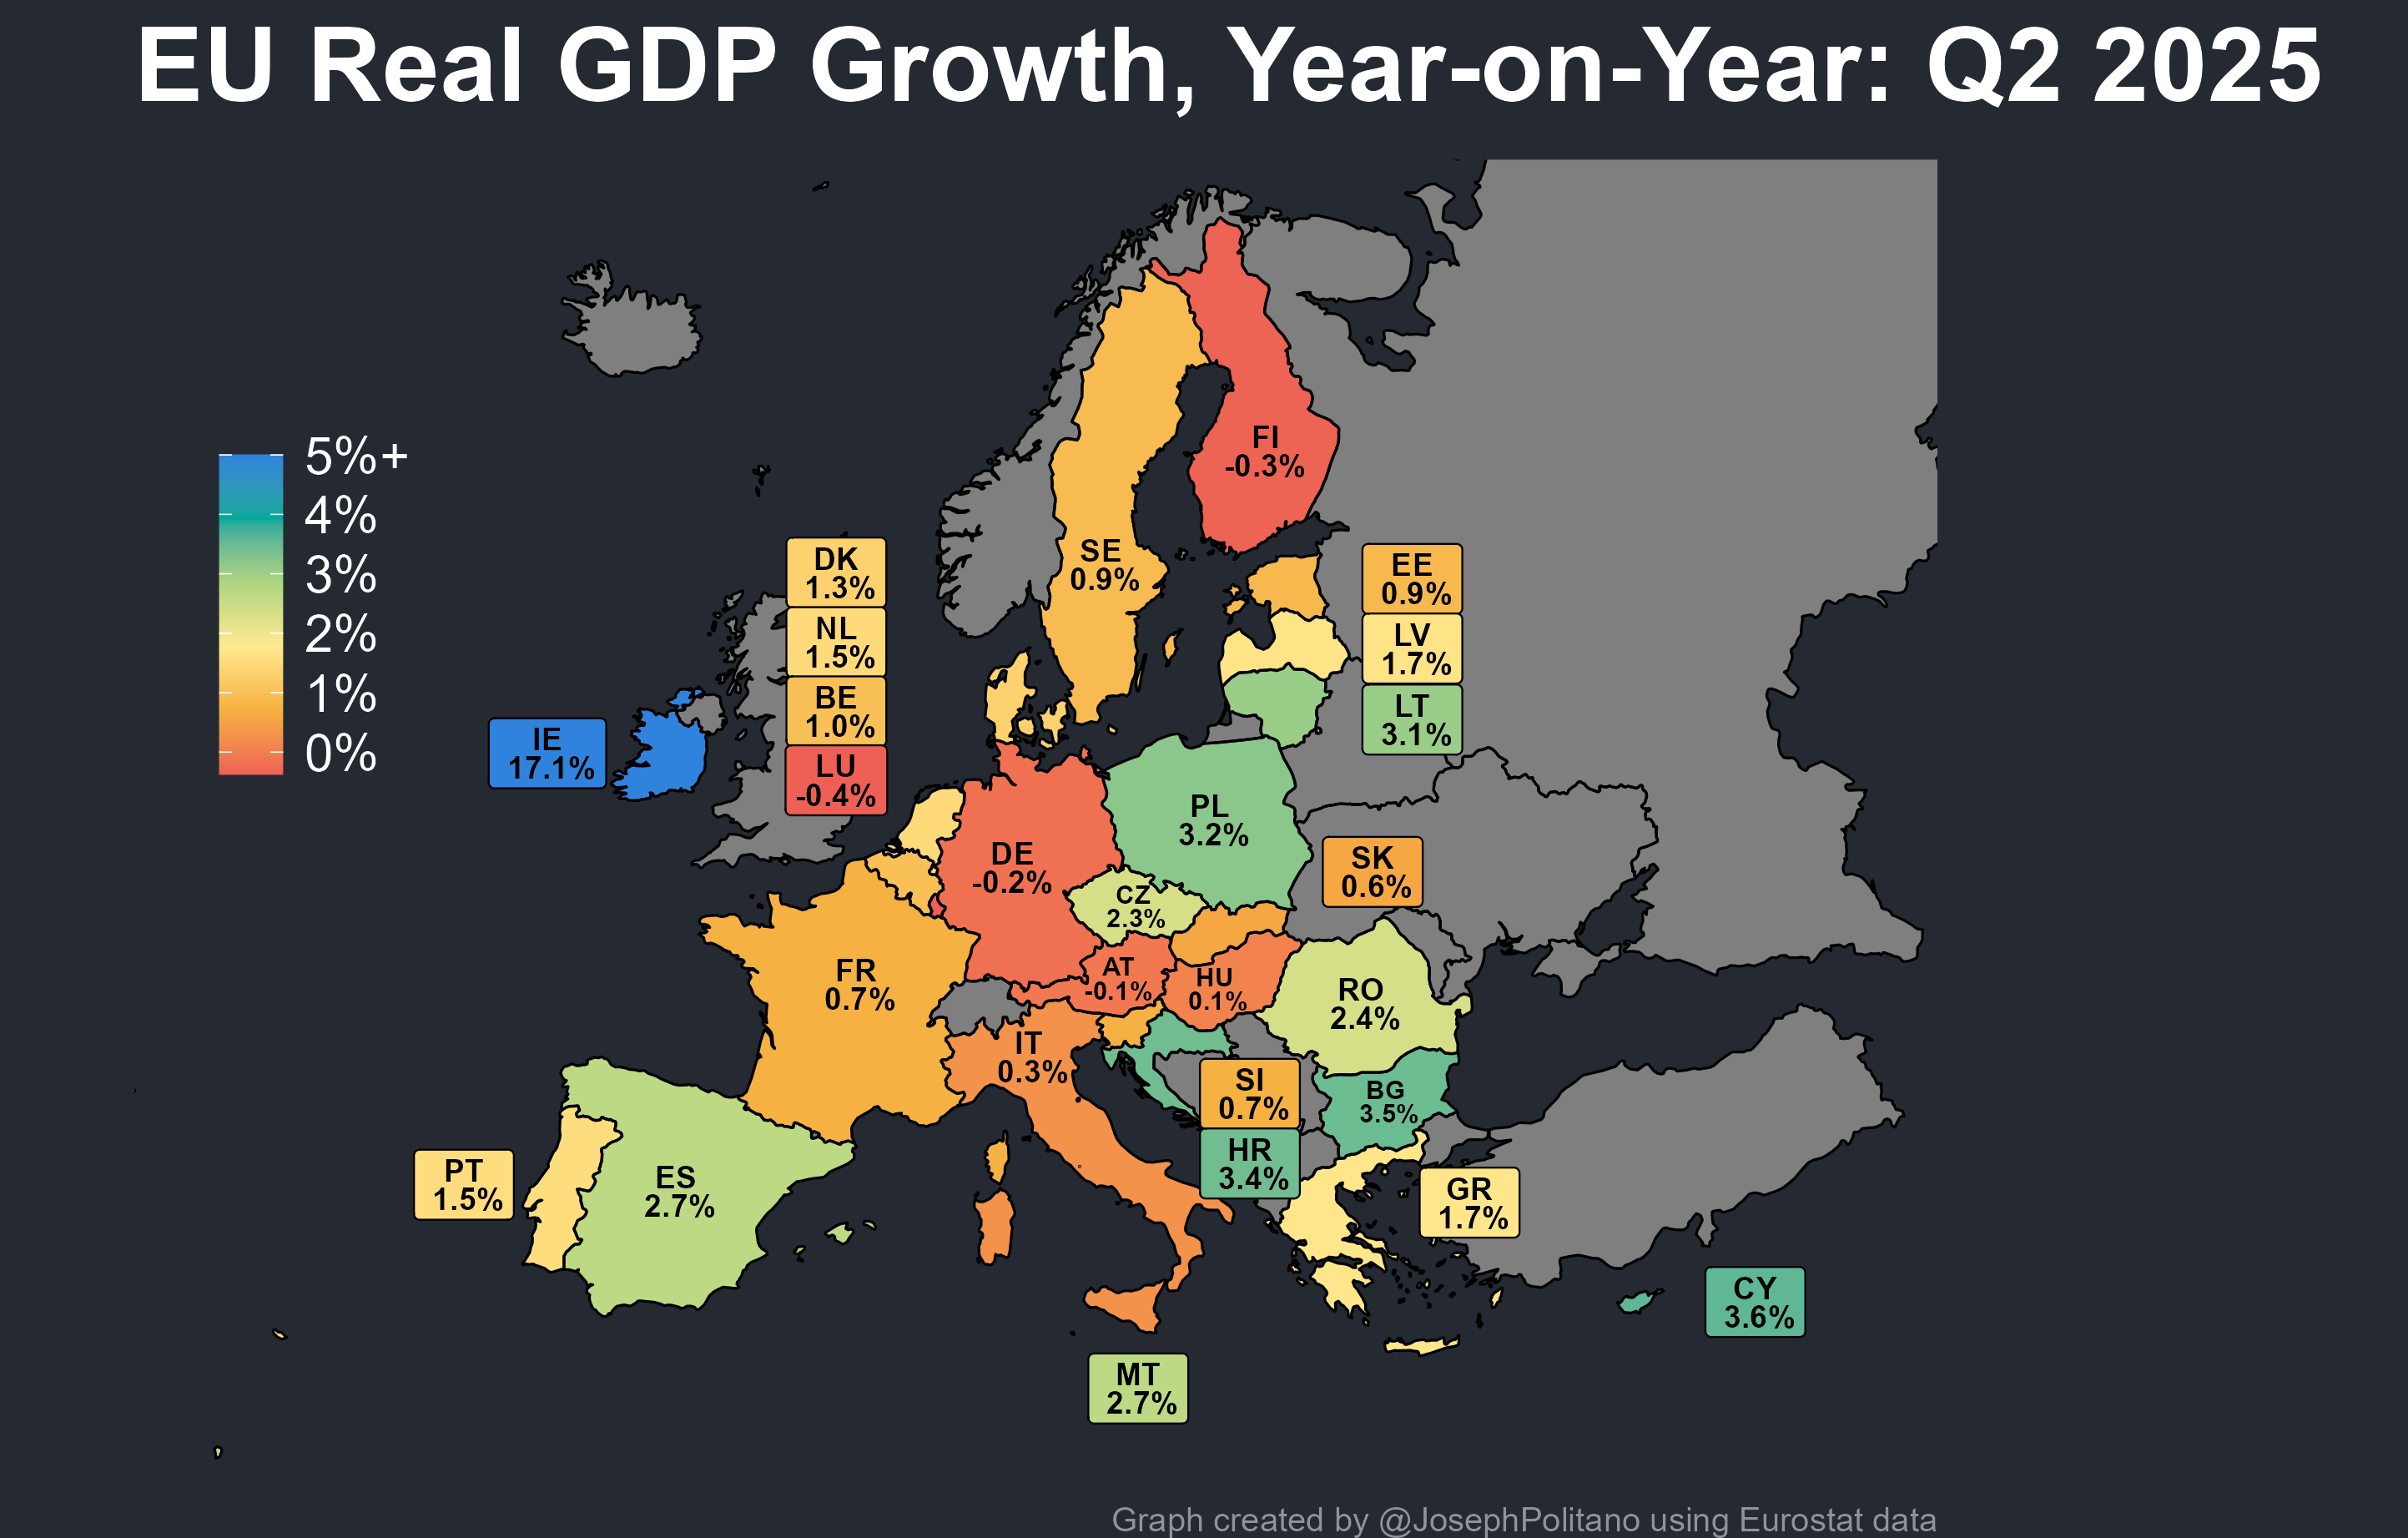 EU Real GDP Growth, Year-on-Year: Q2 2025
5%+
4%
3%
2%
1%
0%
FI
-0.3%
SE
0.9%
DK
1.3%
NL
1.5%
BE
1.0%
LU
-0.4%
EE
0.9%
LV
1.7%
LT
3.1%
IE
17.1%
PL
3.2%
DE
-0.2%
SK
0.6%
CZ
2.3%
FR
0.7%
AT
-0.1%
HU
0.1%
RO
2.4%
IT
0.3%
SI
0.7%
HR
3.4%
BG
3.5%
PT
1.5%
ES
2.7%
GR
1.7%
CY
3.6%
MT
2.7%
Graph created by @JosephPolitano using Eurostat data